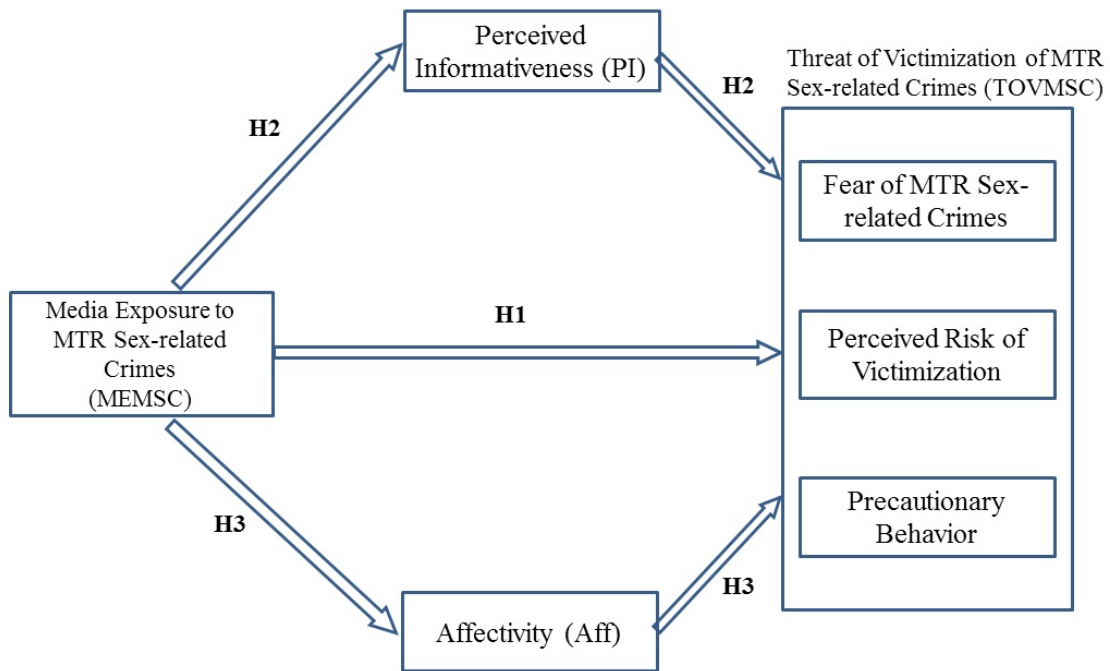 Perceived
Informativeness (PI)
Threat of Victimization of MTR
Sex-related Crimes (TOVMSC)
H2
H2
Fear of MTR Sex-
related Crimes
Media Exposure to
MTR Sex-related
Crimes
(MEMSC)
H1
Perceived Risk of
Victimization
H3
Precautionary
Behavior
H3
Affectivity (Aff)